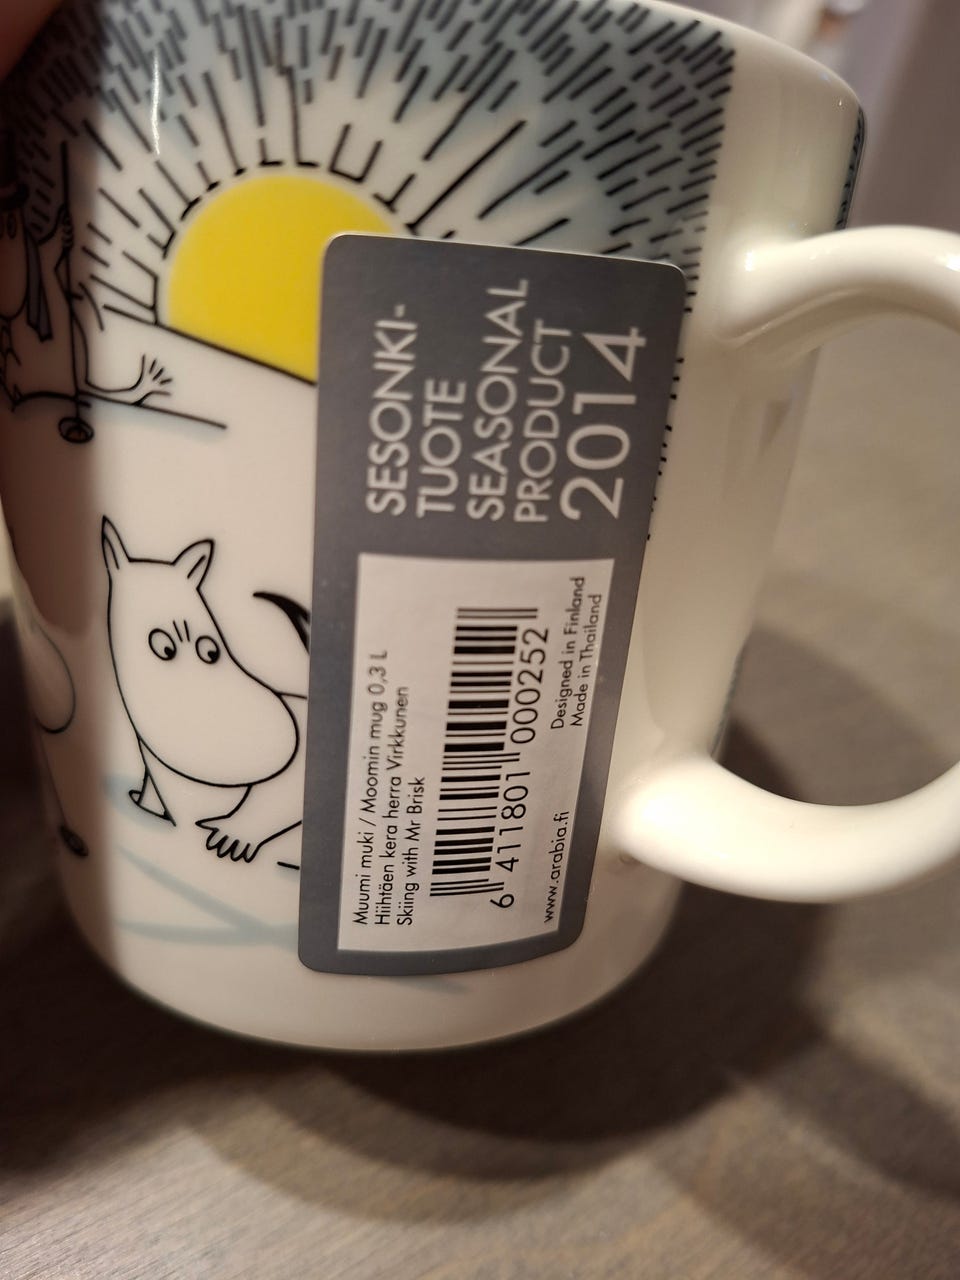 SESONKI-
TUOTE
SEASONAL
PRODUCT
2014
Muumi muki / Moomin mug 0,3 L
Hiihtäen kera herra Virkkunen
Skiing with Mr Brisk
6 411801 000252
Designed in Finland
Made in Thailand
www.arabia.fi